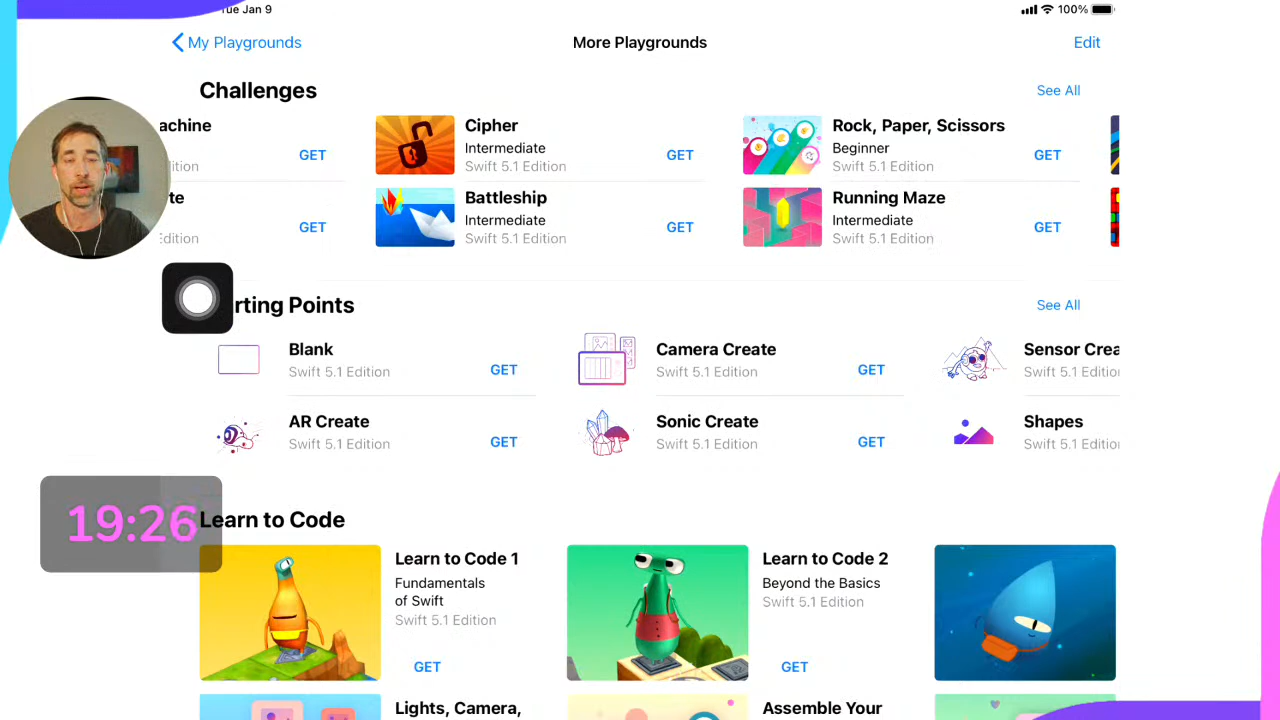 Tue Jan 9
100%
My Playgrounds
More Playgrounds
Edit
Challenges
See All
achine
ition
GET
Cipher
Intermediate
Swift 5.1 Edition
GET
Rock, Paper, Scissors
Beginner
Swift 5.1 Edition
GET
te
Edition
GET
Battleship
Intermediate
Swift 5.1 Edition
GET
Running Maze
Intermediate
Swift 5.1 Edition
GET
rting Points
See All
Blank
Swift 5.1 Edition
GET
Camera Create
Swift 5.1 Edition
GET
Sensor Crea
Swift 5.1 Editio
AR Create
Swift 5.1 Edition
GET
Sonic Create
Swift 5.1 Edition
GET
Shapes
Swift 5.1 Editio
19:26
Learn to Code
Learn to Code 1
Fundamentals
of Swift
Swift 5.1 Edition
GET
Learn to Code 2
Beyond the Basics
Swift 5.1 Edition
GET
Lights, Camera,
Assemble Your